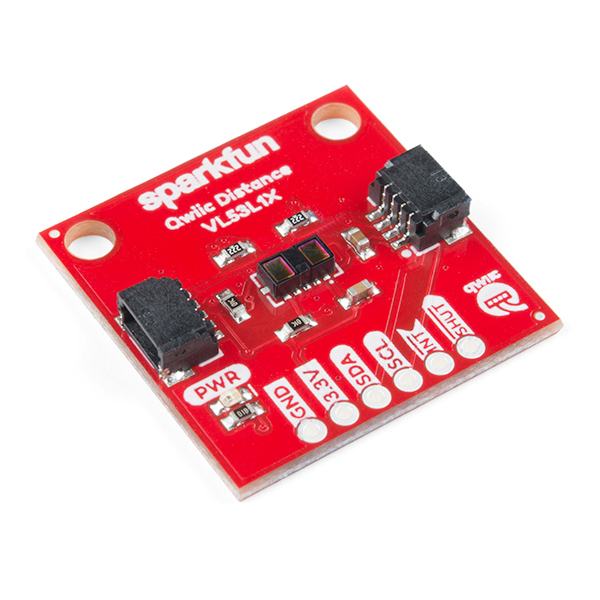 sparkfun
Qwiic Distance
VL53L1X
222
222
PWR
GND
3.3V
SDA
SCL
INT
SHUT
qwiic